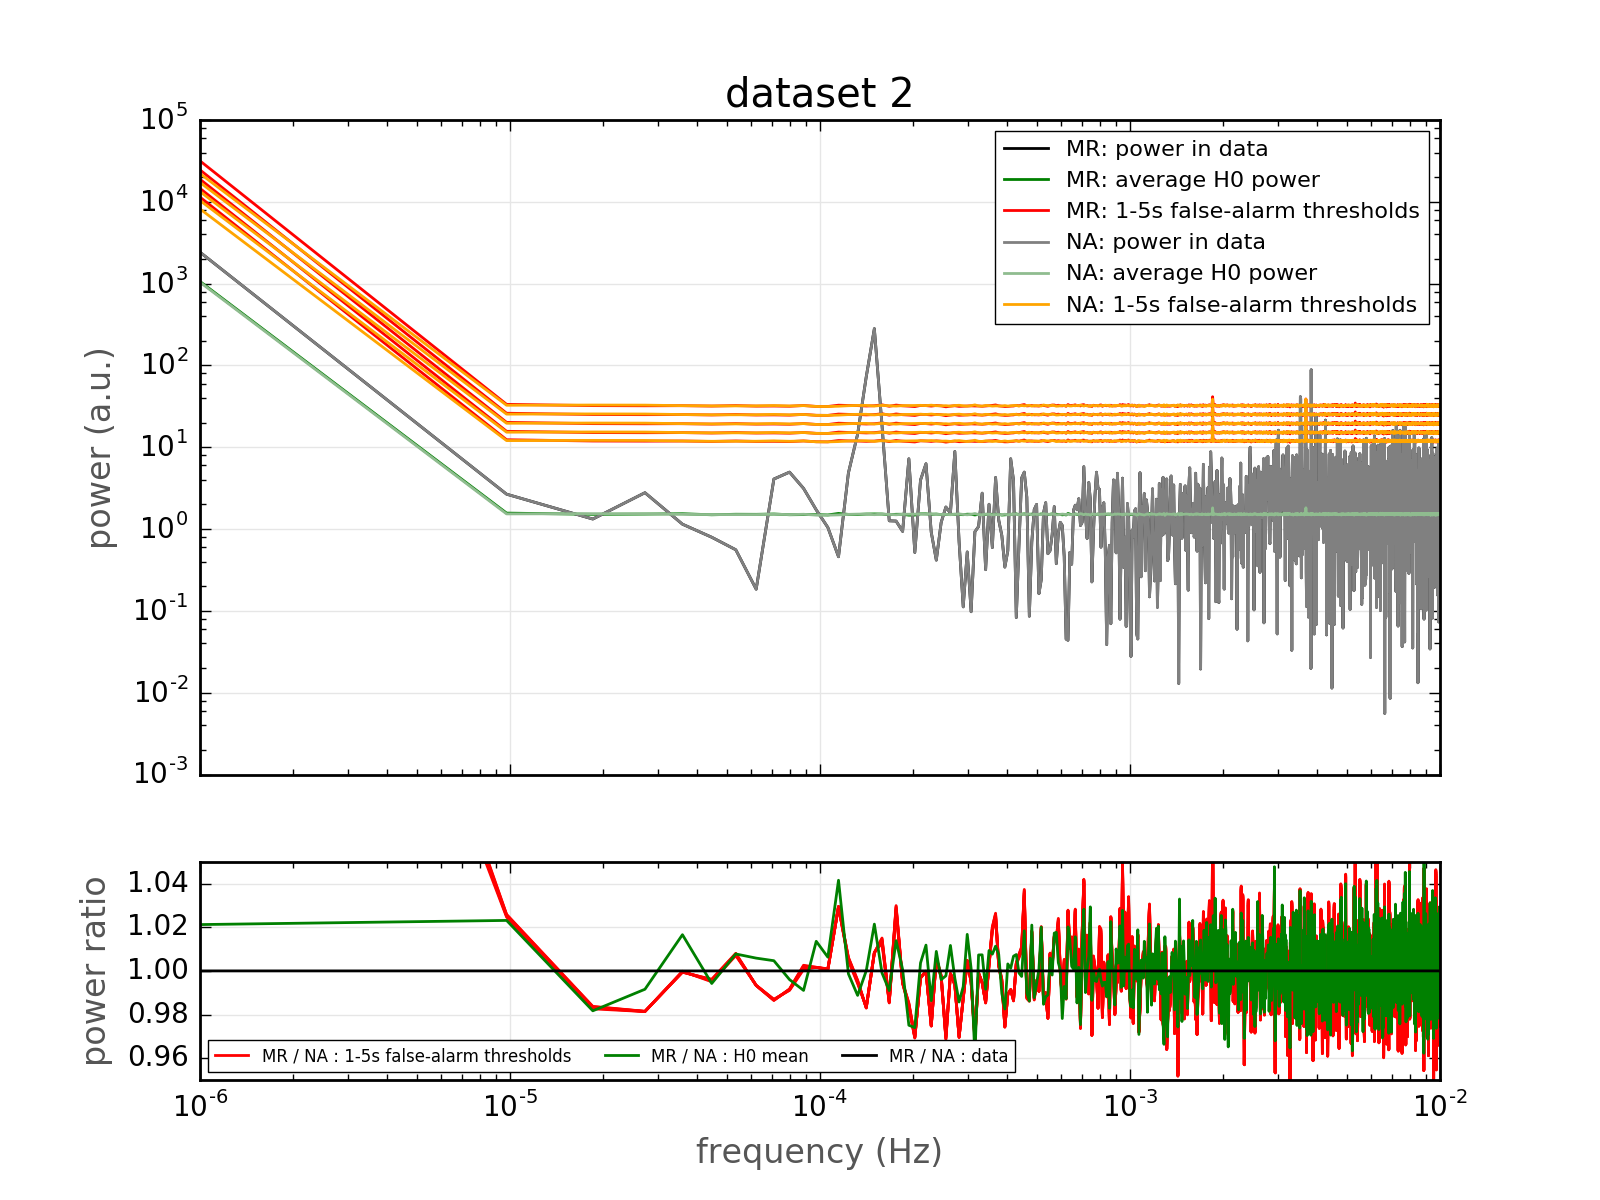 dataset 2
10^5
10^4
10^3
10^2
10^1
10^0
10^-1
10^-2
10^-3
power (a.u.)
MR: power in data
MR: average H0 power
MR: 1-5s false-alarm thresholds
NA: power in data
NA: average H0 power
NA: 1-5s false-alarm thresholds
1.04
1.02
1.00
0.98
0.96
power ratio
MR / NA : 1-5s false-alarm thresholds
MR / NA : H0 mean
MR / NA : data
10^-6
10^-5
10^-4
10^-3
10^-2
frequency (Hz)